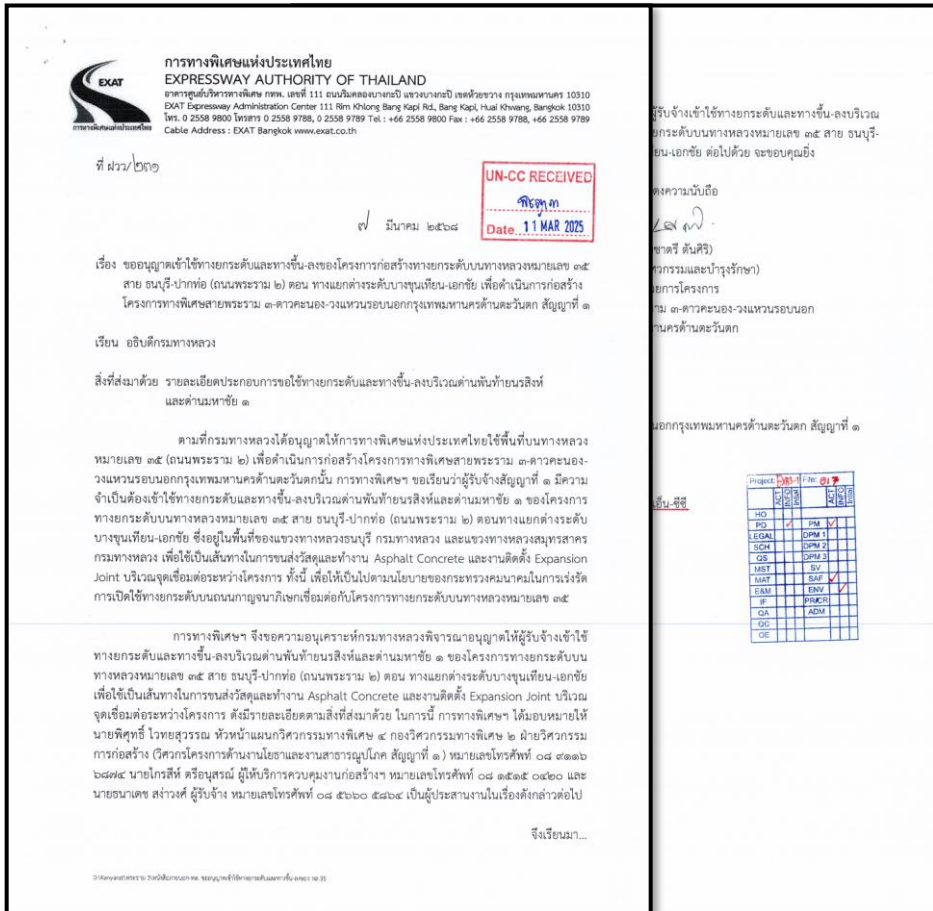 EXAT
การทางพิเศษแห่งประเทศไทย
การทางพิเศษแห่งประเทศไทย
EXPRESSWAY AUTHORITY OF THAILAND
อาคารศูนย์บริหารทางพิเศษ กทพ. เลขที่ 111 ถนนริมคลองบางกะปิ แขวงบางกะปิ เขตห้วยขวาง กรุงเทพมหานคร 10310
EXAT Expressway Administration Center 111 Rim Khlong Bang Kapi Rd., Bang Kapi, Huai Khwang, Bangkok 10310
โทร. 0 2558 9800 โทรสาร 0 2558 9788, 0 2558 9789 Tel : +66 2558 9800 Fax : +66 2558 9788, +66 2558 9789
Cable Address : EXAT Bangkok www.exat.co.th
ที่ ฝวว/๒๓๑
UN-CC RECEIVED
Date 11 MAR 2025
๗ มีนาคม ๒๕๖๘
เรื่อง ขออนุญาตเข้าใช้ทางยกระดับและทางขึ้น-ลงของโครงการก่อสร้างทางยกระดับบนทางหลวงหมายเลข ๓๕
สาย ธนบุรี-ปากท่อ (ถนนพระราม ๒) ตอน ทางแยกต่างระดับบางขุนเทียน-เอกชัย เพื่อดำเนินการก่อสร้าง
โครงการทางพิเศษสายพระราม ๓-ดาวคะนอง-วงแหวนรอบนอกกรุงเทพมหานครด้านตะวันตก สัญญาที่ ๑
เรียน อธิบดีกรมทางหลวง
สิ่งที่ส่งมาด้วย รายละเอียดประกอบการขอใช้ทางยกระดับและทางขึ้น-ลงบริเวณด่านพันท้ายนรสิงห์
และด่านมหาชัย ๑
ตามที่กรมทางหลวงได้อนุญาตให้การทางพิเศษแห่งประเทศไทยใช้พื้นที่บนทางหลวง
หมายเลข ๓๕ (ถนนพระราม ๒) เพื่อดำเนินการก่อสร้างโครงการทางพิเศษสายพระราม ๓-ดาวคะนอง-
วงแหวนรอบนอกกรุงเทพมหานครด้านตะวันตกนั้น การทางพิเศษฯ ขอเรียนว่าผู้รับจ้างสัญญาที่ ๑ มีความ
จำเป็นต้องเข้าใช้ทางยกระดับและทางขึ้น-ลงบริเวณด่านพันท้ายนรสิงห์และด่านมหาชัย ๑ ของโครงการ
ทางยกระดับบนทางหลวงหมายเลข ๓๕ สาย ธนบุรี-ปากท่อ (ถนนพระราม ๒) ตอนทางแยกต่างระดับ
บางขุนเทียน-เอกชัย ซึ่งอยู่ในพื้นที่ของแขวงทางหลวงธนบุรี กรมทางหลวง และแขวงทางหลวงสมุทรสาคร
กรมทางหลวง เพื่อใช้เป็นเส้นทางในการขนส่งวัสดุและทำงาน Asphalt Concrete และงานติดตั้ง Expansion
Joint บริเวณจุดเชื่อมต่อระหว่างโครงการ ทั้งนี้ เพื่อให้เป็นไปตามนโยบายของกระทรวงคมนาคมในการเร่งรัด
การเปิดใช้ทางยกระดับบนถนนกาญจนาภิเษกเชื่อมต่อกับโครงการทางยกระดับบนทางหลวงหมายเลข ๓๕
การทางพิเศษฯ จึงขอความอนุเคราะห์กรมทางหลวงพิจารณาอนุญาตให้ผู้รับจ้างเข้าใช้
ทางยกระดับและทางขึ้น-ลงบริเวณด่านพันท้ายนรสิงห์และด่านมหาชัย ๑ ของโครงการทางยกระดับบน
ทางหลวงหมายเลข ๓๕ สาย ธนบุรี-ปากท่อ (ถนนพระราม ๒) ตอน ทางแยกต่างระดับบางขุนเทียน-เอกชัย
เพื่อใช้เป็นเส้นทางในการขนส่งวัสดุและทำงาน Asphalt Concrete และงานติดตั้ง Expansion Joint บริเวณ
จุดเชื่อมต่อระหว่างโครงการ ดังมีรายละเอียดตามสิ่งที่ส่งมาด้วย ในการนี้ การทางพิเศษฯ ได้มอบหมายให้
นายพิศุทธิ์ ไวทยสุวรรณ หัวหน้าแผนกวิศวกรรมทางพิเศษ ๔ กองวิศวกรรมทางพิเศษ ๒ ฝ่ายวิศวกรรม
การก่อสร้าง (วิศวกรโครงการด้านงานโยธาและงานสาธารณูปโภค สัญญาที่ ๑) หมายเลขโทรศัพท์ ๐๘ ๙๑๑๖
๖๘๗๔ นายไกรสีห์ ตรีอนุสรณ์ ผู้ให้บริการควบคุมงานก่อสร้างฯ หมายเลขโทรศัพท์ ๐๘ ๑๕๑๕ ๐๔๒๐ และ
นายธนาเดช สง่าวงศ์ ผู้รับจ้าง หมายเลขโทรศัพท์ ๐๘ ๕๖๖๐ ๕๘๖๔ เป็นผู้ประสานงานในเรื่องดังกล่าวต่อไป
จึงเรียนมา...
ผู้รับจ้างเข้าใช้ทางยกระดับและทางขึ้น-ลงบริเวณ
ยกระดับบนทางหลวงหมายเลข ๓๕ สาย ธนบุรี-
ยน-เอกชัย ต่อไปด้วย จะขอบคุณยิ่ง
ดงความนับถือ
ชาตรี ตันศิริ)
วกรรมและบำรุงรักษา)
ยการโครงการ
าม ๓-ดาวคะนอง-วงแหวนรอบนอก
านครด้านตะวันตก
นอกกรุงเทพมหานครด้านตะวันตก สัญญาที่ ๑
เอ็น-ซีซี
Project: File: 017
ACT INFO Initial ACT INFO Initial
HO
PD PM
LEGAL DPM 1
SCH DPM 2
QS DPM 3
MST SV
MAT SAF
E&M ENV
IF PR/CR
QA ADM
QC
OE